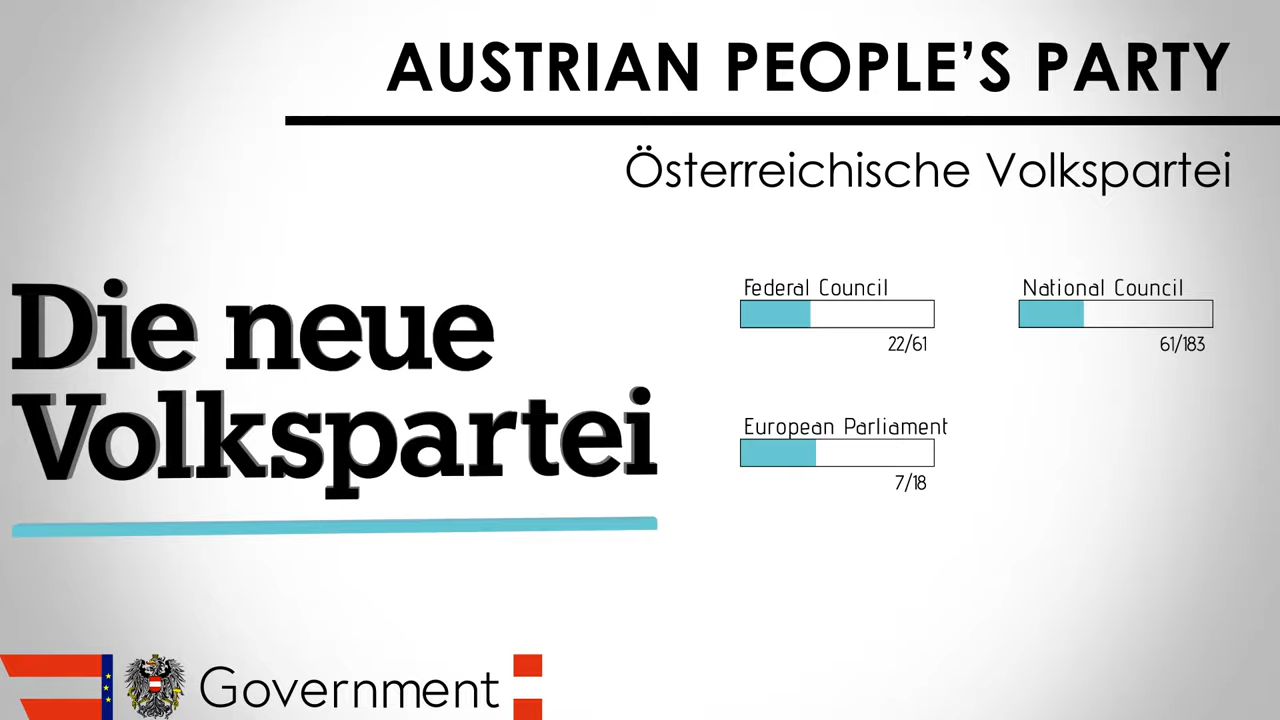 AUSTRIAN PEOPLE’S PARTY
Österreichische Volkspartei
Die neue
Volkspartei
Federal Council
22/61
National Council
61/183
European Parliament
7/18
Government